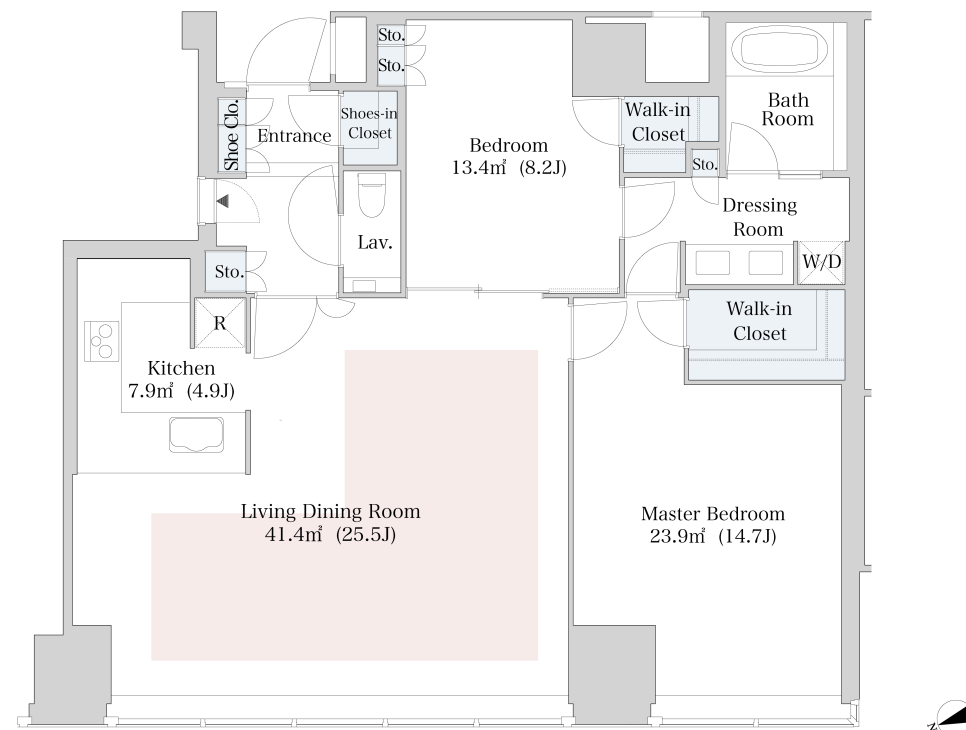 Sto.
Sto.
Shoe Clo.
Entrance
Shoes-in
Closet
Bedroom
13.4㎡ (8.2J)
Walk-in
Closet
Bath
Room
Sto.
Dressing
Room
Lav.
Sto.
W/D
R
Walk-in
Closet
Kitchen
7.9㎡ (4.9J)
Living Dining Room
41.4㎡ (25.5J)
Master Bedroom
23.9㎡ (14.7J)
N